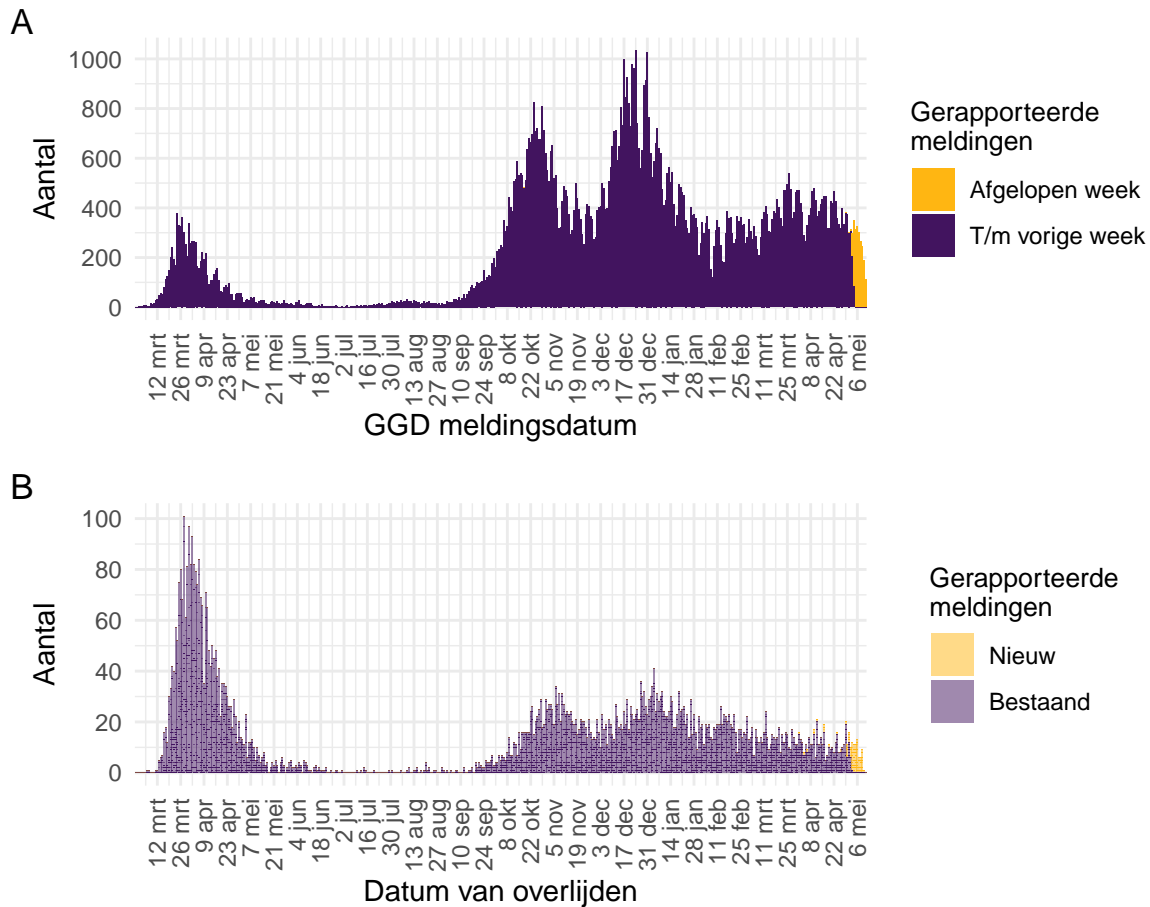 A
1000
800
600
400
200
0
Aantal
12 mrt
26 mrt
9 apr
23 apr
7 mei
21 mei
4 jun
18 jun
2 jul
16 jul
30 jul
13 aug
27 aug
10 sep
24 sep
8 okt
22 okt
5 nov
19 nov
3 dec
17 dec
31 dec
14 jan
28 jan
11 feb
25 feb
11 mrt
25 mrt
8 apr
22 apr
6 mei
GGD meldingsdatum
Gerapporteerde
meldingen
Afgelopen week
T/m vorige week
B
100
80
60
40
20
0
Aantal
12 mrt
26 mrt
9 apr
23 apr
7 mei
21 mei
4 jun
18 jun
2 jul
16 jul
30 jul
13 aug
27 aug
10 sep
24 sep
8 okt
22 okt
5 nov
19 nov
3 dec
17 dec
31 dec
14 jan
28 jan
11 feb
25 feb
11 mrt
25 mrt
8 apr
22 apr
6 mei
Datum van overlijden
Gerapporteerde
meldingen
Nieuw
Bestaand